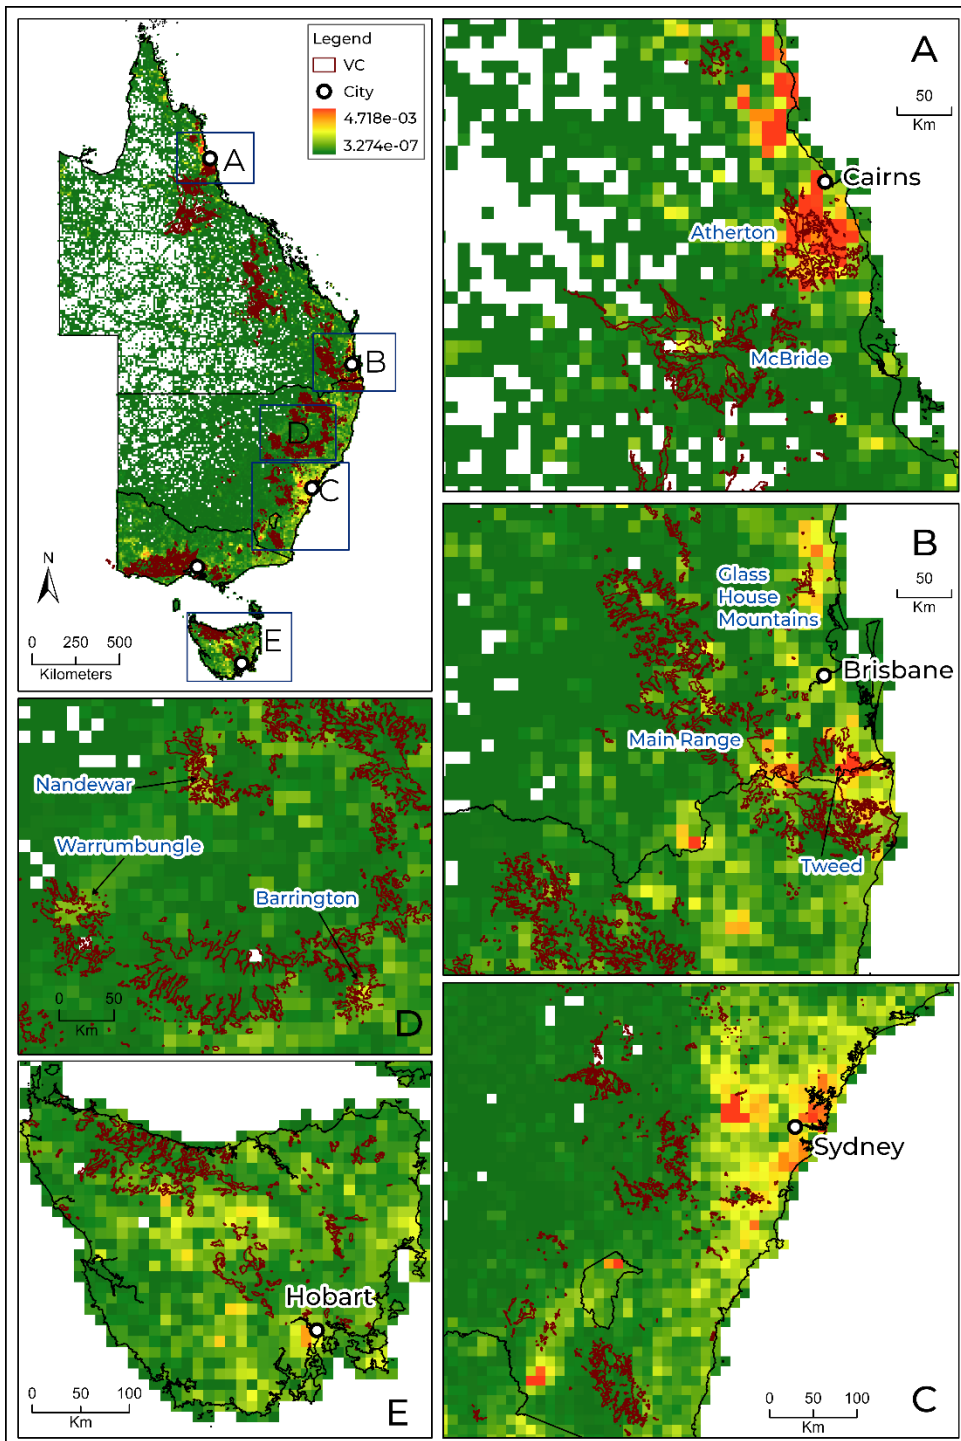 Legend
VC
City
4.718e-03
3.274e-07
A
B
D
C
E
N
0 250 500
Kilometers
A
50
Km
Cairns
Atherton
McBride
B
50
Km
Glass
House
Mountains
Brisbane
Main Range
Tweed
Nandewar
Warrumbungle
Barrington
0 50
Km
D
Sydney
0 50 100
Km
C
Hobart
0 50 100
Km
E